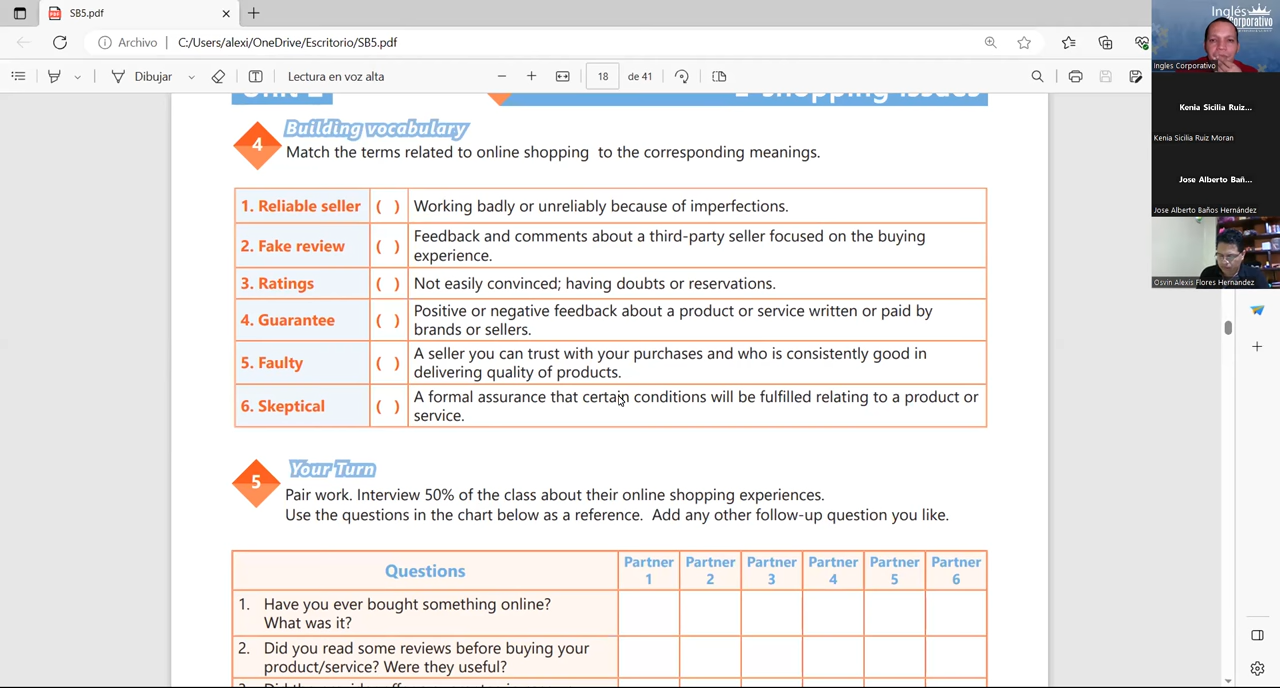 SB5.pdf
Archivo
C:/Users/alexi/OneDrive/Escritorio/SB5.pdf
Dibujar
Lectura en voz alta
18
de 41
Building vocabulary
4
Match the terms related to online shopping to the corresponding meanings.
1. Reliable seller ( ) Working badly or unreliably because of imperfections.
2. Fake review ( ) Feedback and comments about a third-party seller focused on the buying
experience.
3. Ratings ( ) Not easily convinced; having doubts or reservations.
4. Guarantee ( ) Positive or negative feedback about a product or service written or paid by
brands or sellers.
5. Faulty ( ) A seller you can trust with your purchases and who is consistently good in
delivering quality of products.
6. Skeptical ( ) A formal assurance that certain conditions will be fulfilled relating to a product or
service.
5
Your Turn
Pair work. Interview 50% of the class about their online shopping experiences.
Use the questions in the chart below as a reference. Add any other follow-up question you like.
Questions
Partner 1
Partner 2
Partner 3
Partner 4
Partner 5
Partner 6
1. Have you ever bought something online?
What was it?
2. Did you read some reviews before buying your
product/service? Were they useful?
Inglés
Corporativo
Ingles Corporativo
Kenia Sicilia Ruiz...
Kenia Sicilia Ruiz Moran
Jose Alberto Bañ...
Jose Alberto Baños Hernández
Osvin Alexis Flores Hernandez